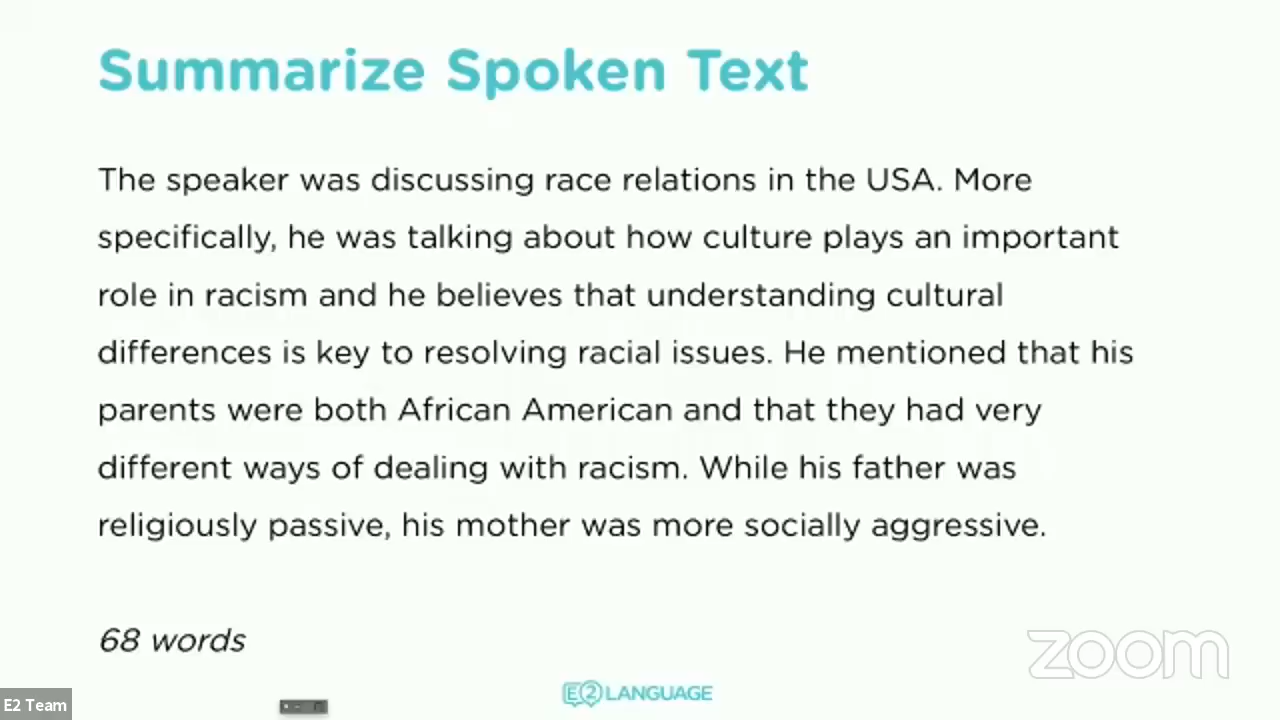 Summarize Spoken Text
The speaker was discussing race relations in the USA. More
specifically, he was talking about how culture plays an important
role in racism and he believes that understanding cultural
differences is key to resolving racial issues. He mentioned that his
parents were both African American and that they had very
different ways of dealing with racism. While his father was
religiously passive, his mother was more socially aggressive.
68 words
zoom
E2 LANGUAGE
E2 Team